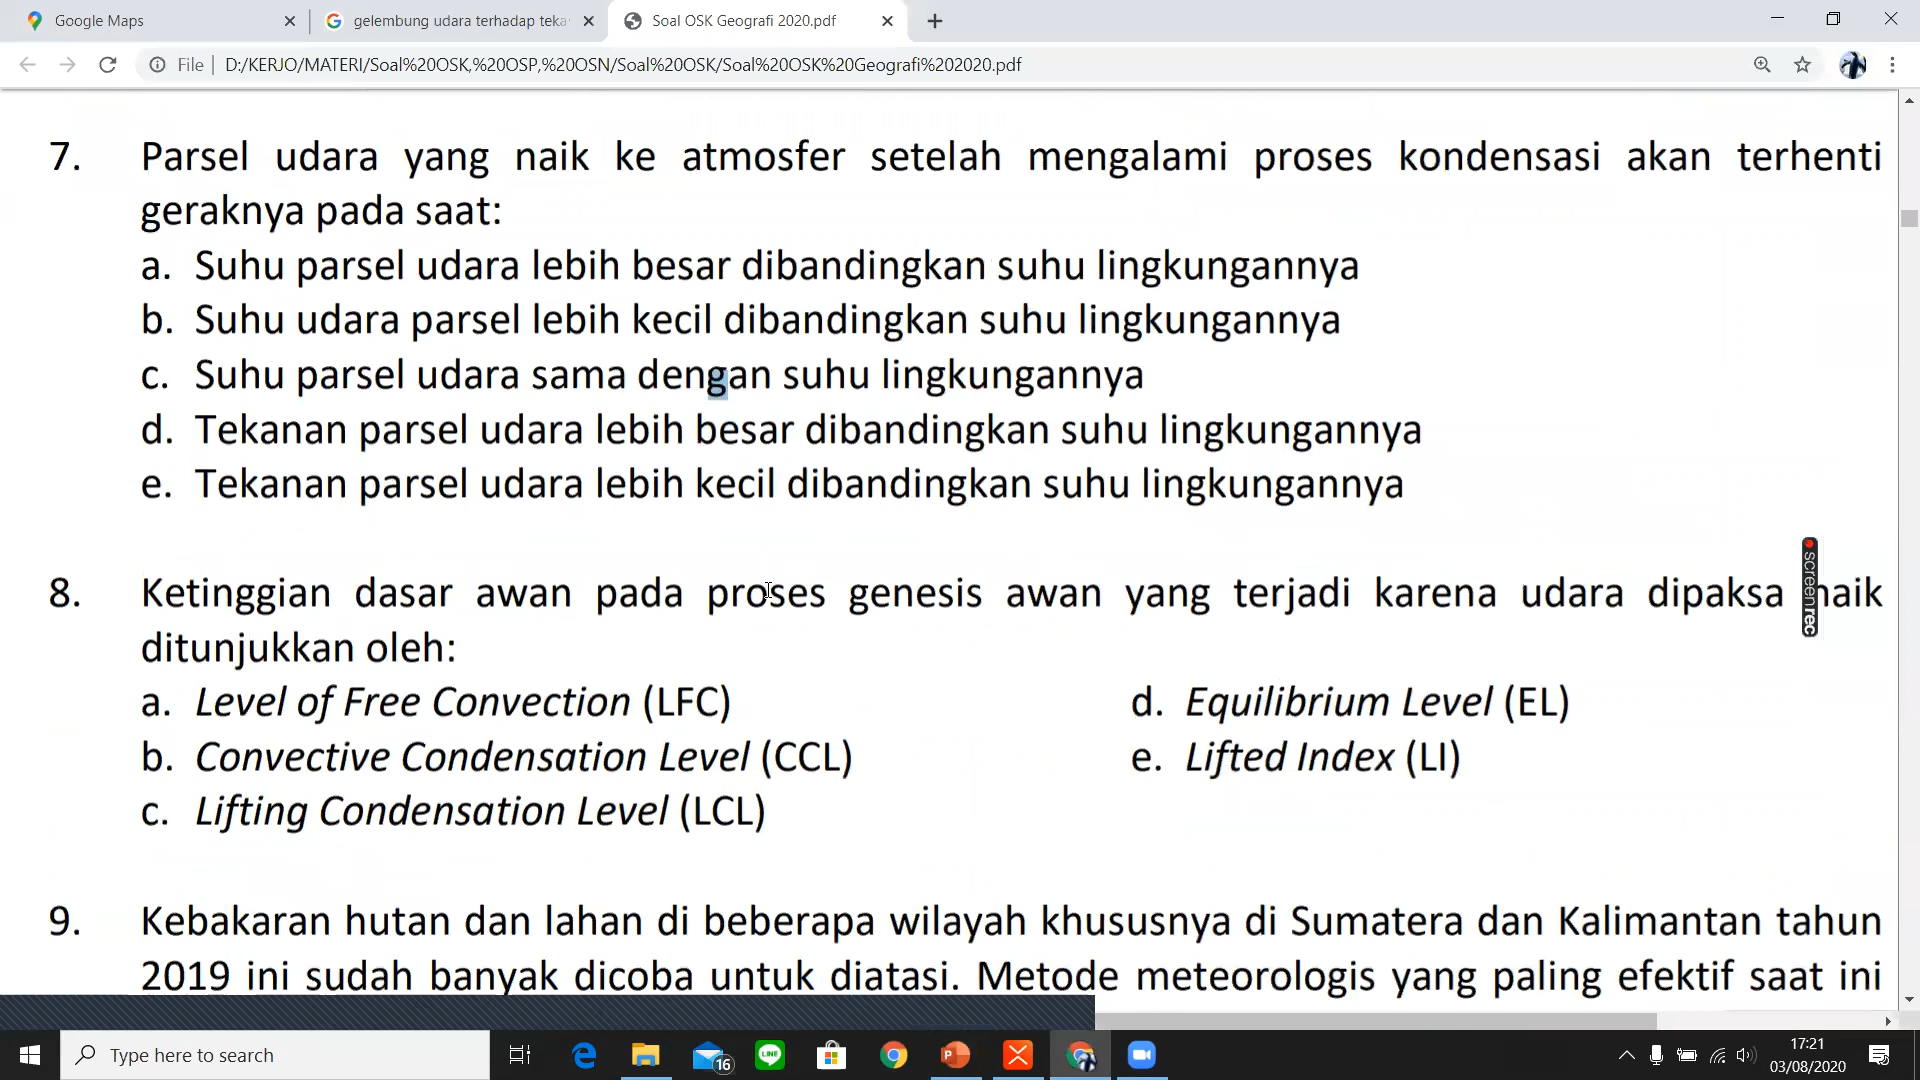 Google Maps
gelembung udara terhadap teka
Soal OSK Geografi 2020.pdf
File
D:/KERJO/MATERI/Soal%20OSK,%20OSP,%20OSN/Soal%20OSK/Soal%20OSK%20Geografi%202020.pdf
7. Parsel udara yang naik ke atmosfer setelah mengalami proses kondensasi akan terhenti
geraknya pada saat:
a. Suhu parsel udara lebih besar dibandingkan suhu lingkungannya
b. Suhu udara parsel lebih kecil dibandingkan suhu lingkungannya
c. Suhu parsel udara sama dengan suhu lingkungannya
d. Tekanan parsel udara lebih besar dibandingkan suhu lingkungannya
e. Tekanan parsel udara lebih kecil dibandingkan suhu lingkungannya
8. Ketinggian dasar awan pada proses genesis awan yang terjadi karena udara dipaksa naik
ditunjukkan oleh:
a. Level of Free Convection (LFC)
d. Equilibrium Level (EL)
b. Convective Condensation Level (CCL)
e. Lifted Index (LI)
c. Lifting Condensation Level (LCL)
screenrec
9. Kebakaran hutan dan lahan di beberapa wilayah khususnya di Sumatera dan Kalimantan tahun
2019 ini sudah banyak dicoba untuk diatasi. Metode meteorologis yang paling efektif saat ini
Type here to search
16
LINE
17:21
03/08/2020